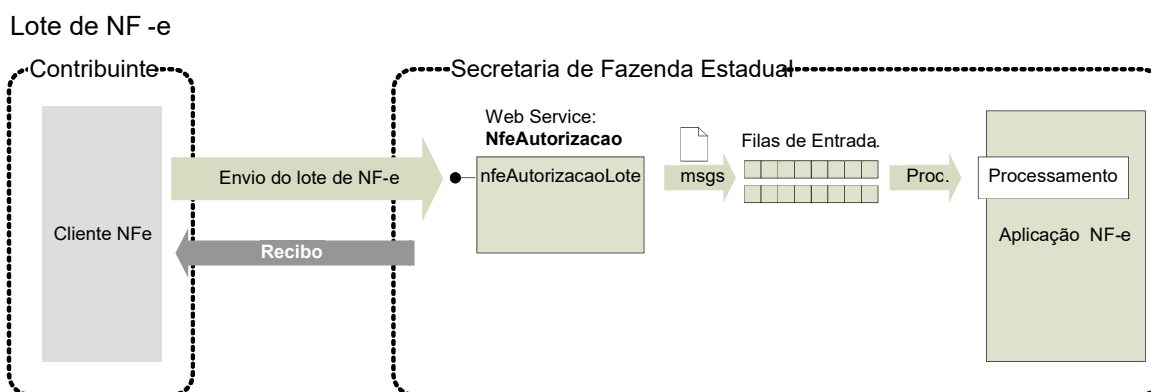 Lote de NF -e
Contribuinte
Secretaria de Fazenda Estadual
Web Service:
NfeAutorizacao
Filas de Entrada.
Envio do lote de NF-e
nfeAutorizacaoLote
msgs
Proc.
Processamento
Cliente NFe
Recibo
Aplicação NF-e